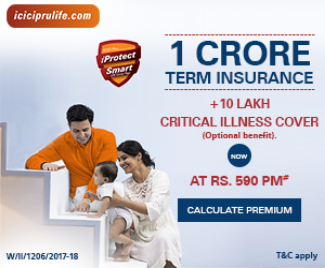 iciciprulife.com
iProtect
Smart
1 CRORE
TERM INSURANCE
+10 LAKH
CRITICAL ILLNESS COVER
(Optional benefit).
NOW
AT RS. 590 PM#
CALCULATE PREMIUM
W/II/1206/2017-18
T&C apply